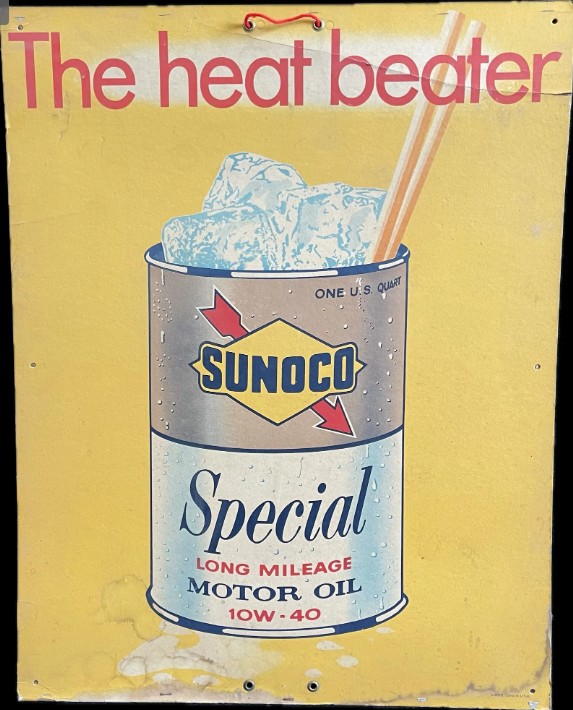 The heat beater
ONE U.S. QUART
SUNOCO
Special
LONG MILEAGE
MOTOR OIL
10W-40